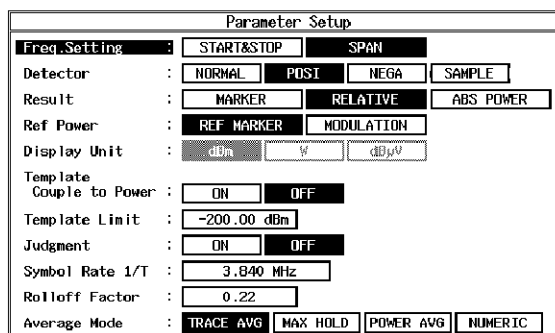 Parameter Setup
Freq.Setting : START&STOP SPAN
Detector : NORMAL POSI NEGA SAMPLE
Result : MARKER RELATIVE ABS POWER
Ref Power : REF MARKER MODULATION
Display Unit : dBm W dBμV
Template
Couple to Power : ON OFF
Template Limit : -200.00 dBm
Judgment : ON OFF
Symbol Rate 1/T : 3.840 MHz
Rolloff Factor : 0.22
Average Mode : TRACE AVG MAX HOLD POWER AVG NUMERIC